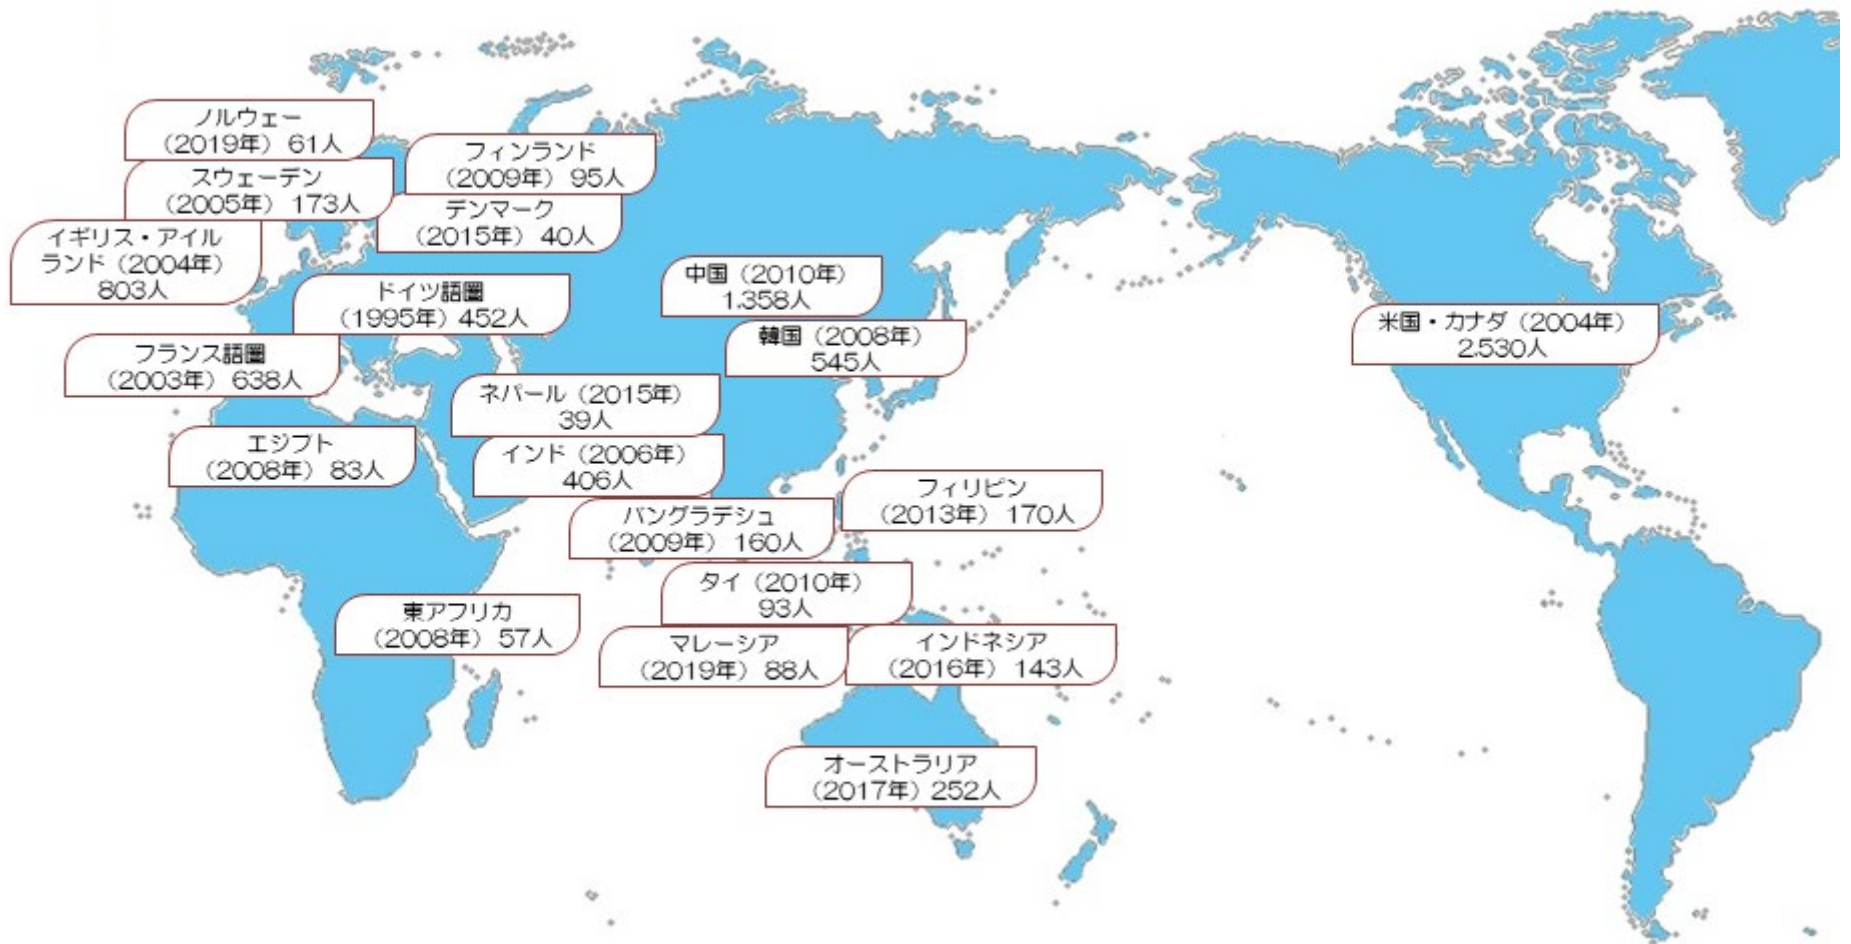 ノルウェー
（2019年）61人
フィンランド
（2009年）95人
スウェーデン
（2005年）173人
デンマーク
（2015年）40人
イギリス・アイル
ランド（2004年）
803人
ドイツ語圏
（1995年）452人
中国（2010年）
1,358人
米国・カナダ（2004年）
2,530人
韓国（2008年）
545人
フランス語圏
（2003年）638人
ネパール（2015年）
39人
エジプト
（2008年）83人
インド（2006年）
406人
フィリピン
（2013年）170人
バングラデシュ
（2009年）160人
タイ（2010年）
93人
東アフリカ
（2008年）57人
マレーシア
（2019年）88人
インドネシア
（2016年）143人
オーストラリア
（2017年）252人